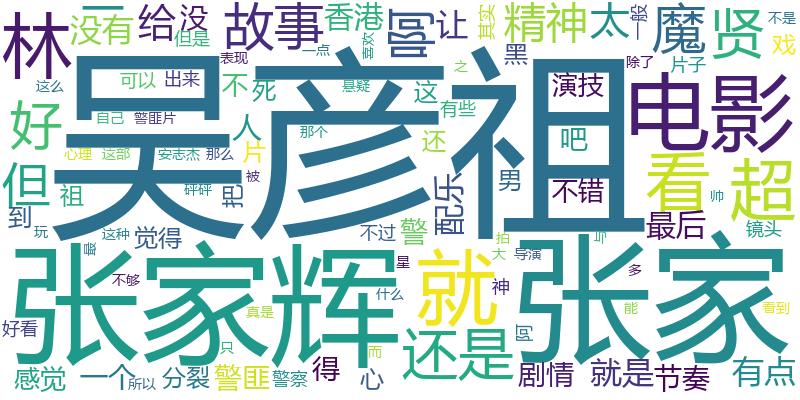 林 没有 给 没 故事 香港 啊 让 其实 精神 太 一般 魔 贤 不是
但是 一 一点 喜欢 表现 黑 除了 片子 戏
这么 可以 出来 不 死 悬疑 这 之 演技
吴彦祖 电影
好 自己 警匪片 人 那个 有些
心理 这部 安志杰 那么 片 还 吧 看 超
但 祖 砰砰 被 把 配乐 男 不错 帅
到 玩 最 这种 觉得 不过 警 拍 与 最后 镜头
张家辉 就 张家
不够 星 大 导演 多
什么 神 能
好看 真是 只 而 还是 阿 看到
感觉 一个 所以 分裂 警匪 警察 得 心 剧情 就是 节奏 有点